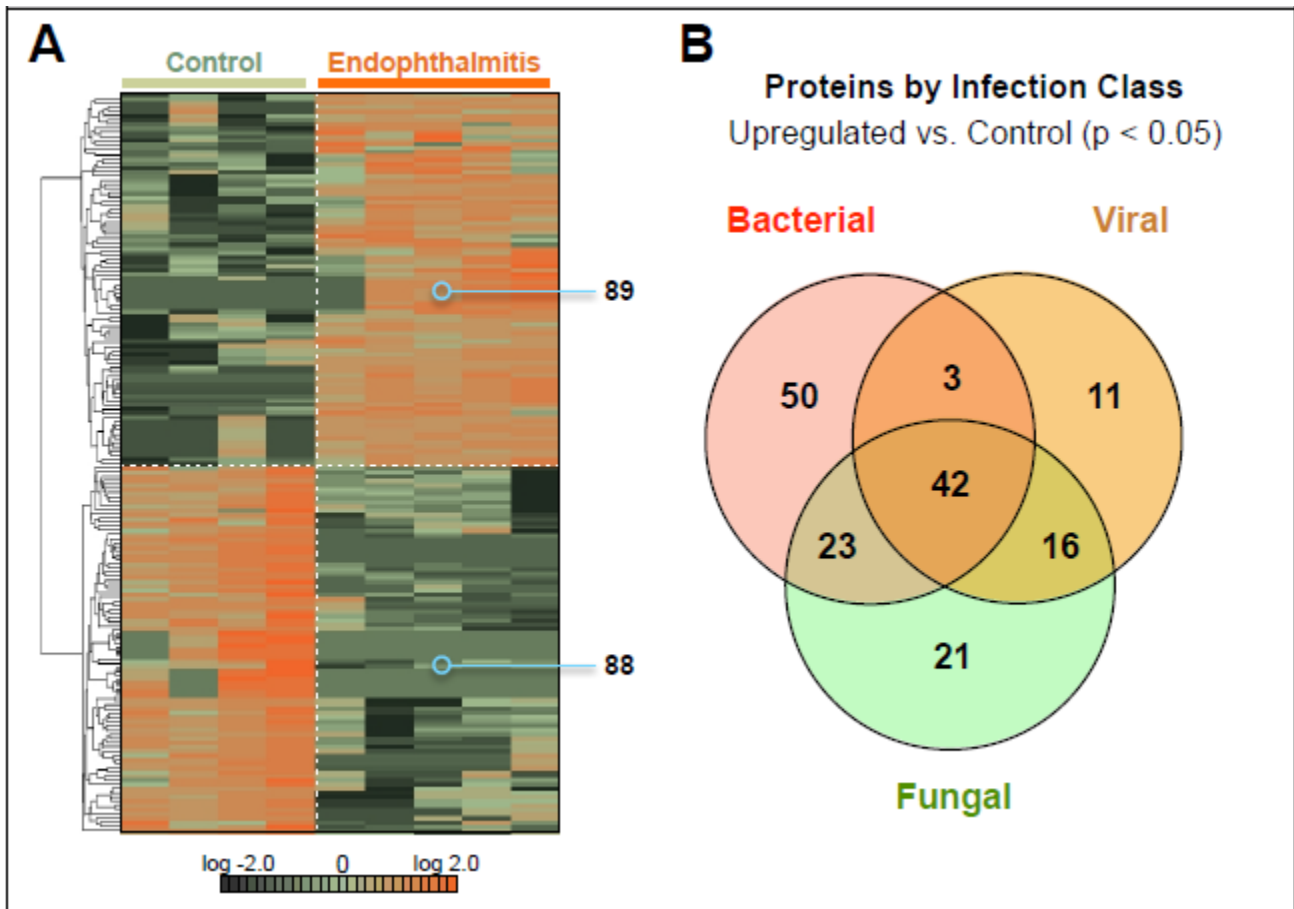 A
Control
Endophthalmitis
89
88
log -2.0
0
log 2.0
B
Proteins by Infection Class
Upregulated vs. Control (p < 0.05)
Bacterial
Viral
50
3
11
42
23
16
21
Fungal